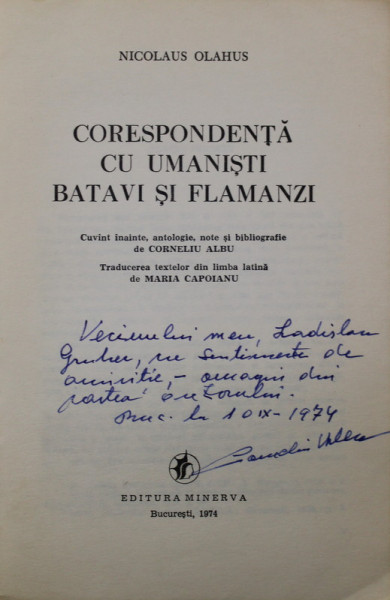 NICOLAUS OLAHUS
CORESPONDENȚĂ
CU UMANIȘTI
BATAVI ȘI FLAMANZI
Cuvînt înainte, antologie, note și bibliografie
de CORNELIU ALBU
Traducerea textelor din limba latină
de MARIA CAPOIANU
Vecinului meu, Ladislau
Gruber, cu sentimente de
amiciție, – omagiu din
partea autorului.
Buc. la 10 IX - 1974
Corneliu Albu
EDITURA MINERVA
București, 1974